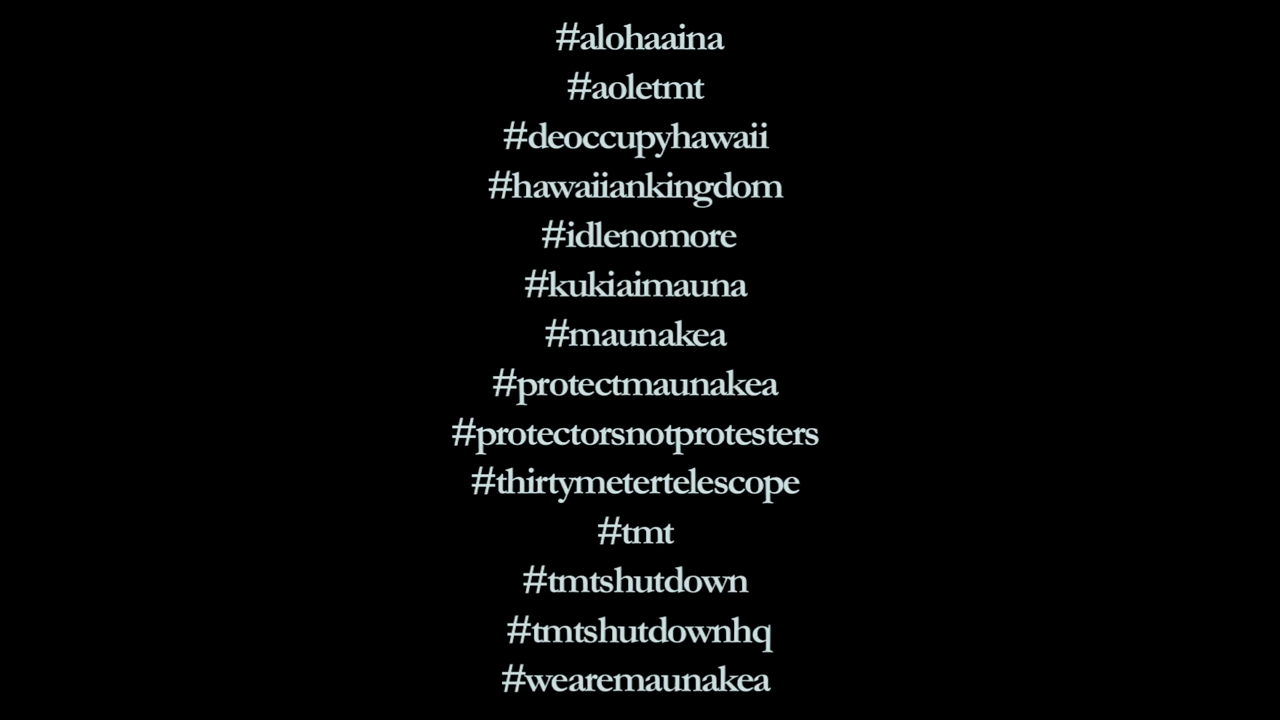 #alohaaina
#aoletmt
#deoccupyhawaii
#hawaiiankingdom
#idlenomore
#kukiaimauna
#maunakea
#protectmaunakea
#protectorsnotprotesters
#thirtymetertelescope
#tmt
#tmtshutdown
#tmtshutdownhq
#wearemaunakea